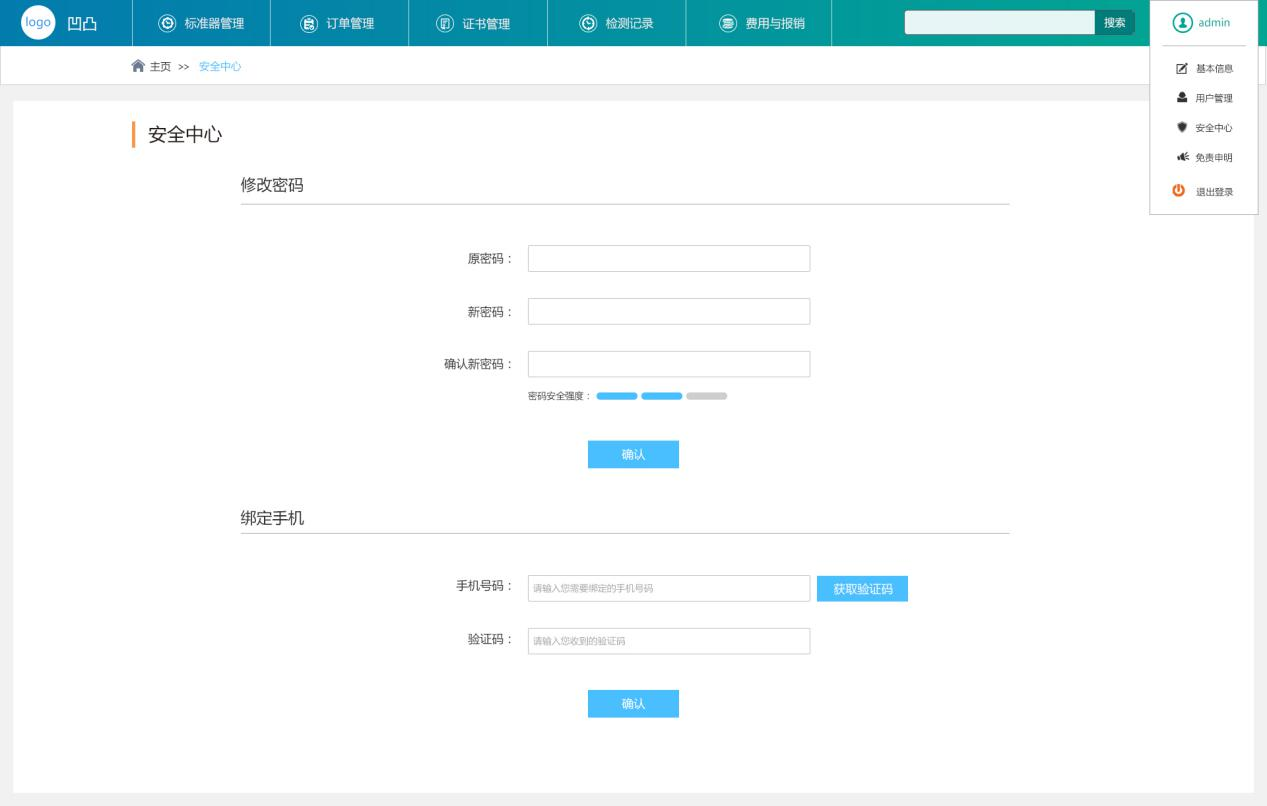 logo 凹凸 标准器管理 订单管理 证书管理 检测记录 费用与报销 搜索 admin
主页 >> 安全中心
基本信息
用户管理
安全中心
免责申明
退出登录
安全中心
修改密码
原密码：
新密码：
确认新密码：
密码安全强度：
确认
绑定手机
手机号码： 请输入您需要绑定的手机号码 获取验证码
验证码： 请输入您收到的验证码
确认